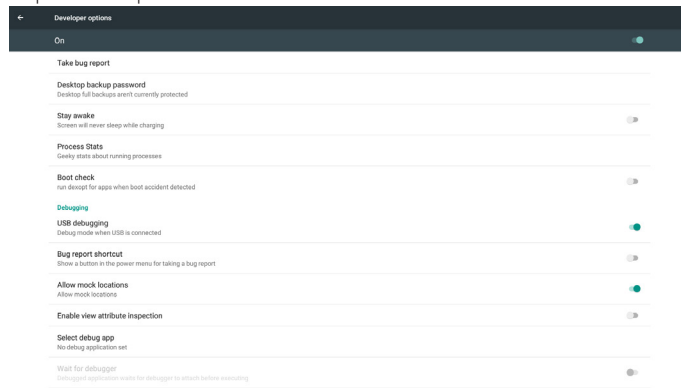 Developer options
On
Take bug report
Desktop backup password
Desktop full backups aren't currently protected
Stay awake
Screen will never sleep while charging
Process Stats
Geeky stats about running processes
Boot check
run dexopt for apps when boot accident detected
Debugging
USB debugging
Debug mode when USB is connected
Bug report shortcut
Show a button in the power menu for taking a bug report
Allow mock locations
Allow mock locations
Enable view attribute inspection
Select debug app
No debug application set
Wait for debugger
Debugged application waits for debugger to attach before executing